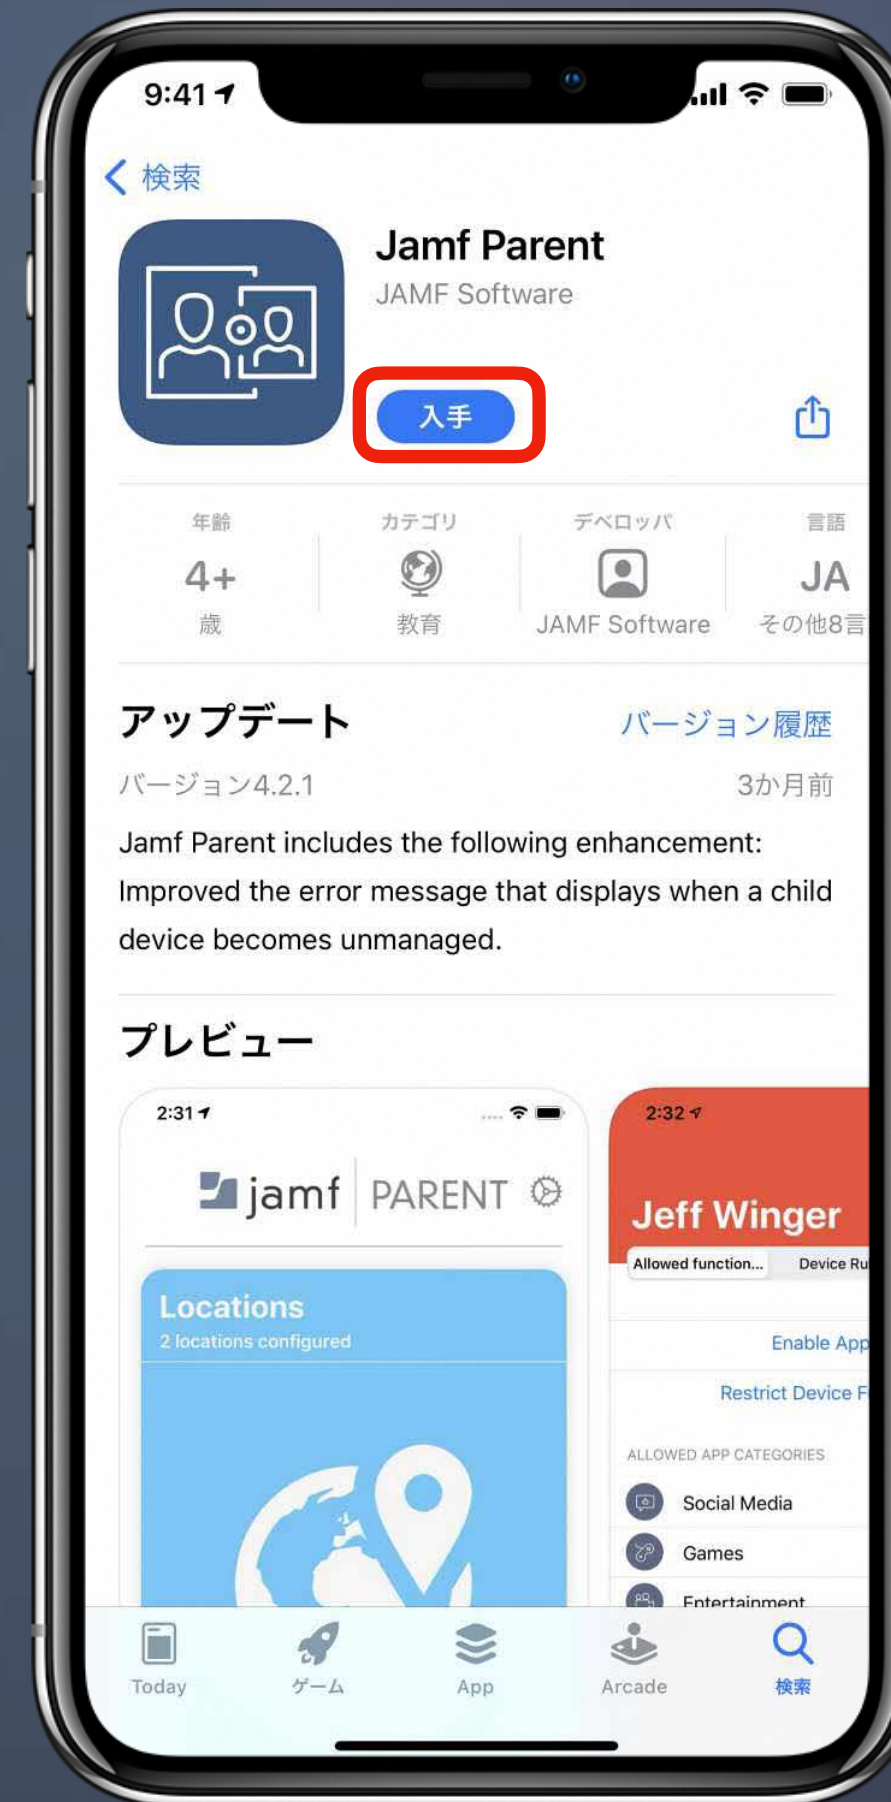 9:41
検索
Jamf Parent
JAMF Software
入手
年齢
カテゴリ
デベロッパ
言語
4+
JA
歳
教育
JAMF Software
その他8言
アップデート
バージョン履歴
バージョン4.2.1
3か月前
Jamf Parent includes the following enhancement:
Improved the error message that displays when a child
device becomes unmanaged.
プレビュー
2:31
jamf PARENT
Locations
2 locations configured
2:32
Jeff Winger
Allowed function...
Device Ru
Enable App
Restrict Device F
ALLOWED APP CATEGORIES
Social Media
Games
Entertainment
Today
ゲーム
App
Arcade
検索